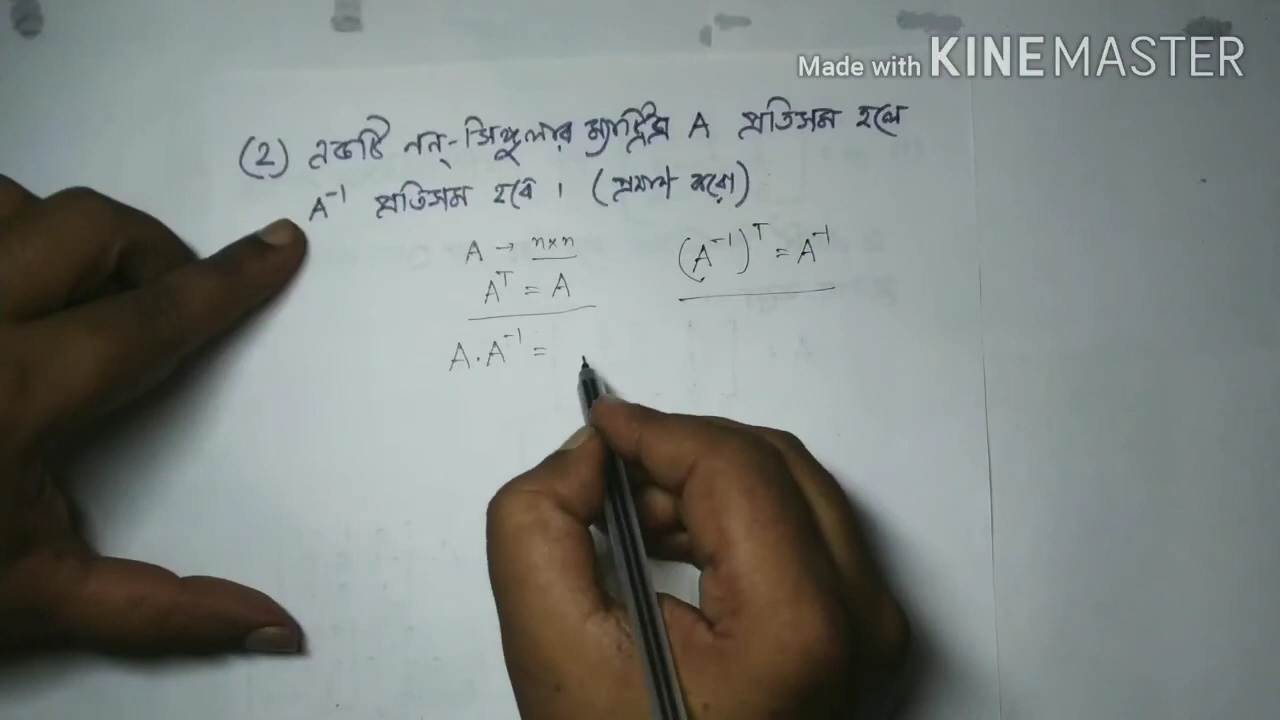 Made with KINEMASTER
(2) একটি নন্-সিঙ্গুলার ম্যাট্রিক্স A প্রতিসম হলে
A⁻¹ প্রতিসম হবে। (প্রমাণ করো)
A → n×n
Aᵀ = A
(A⁻¹)ᵀ = A⁻¹
A·A⁻¹ =